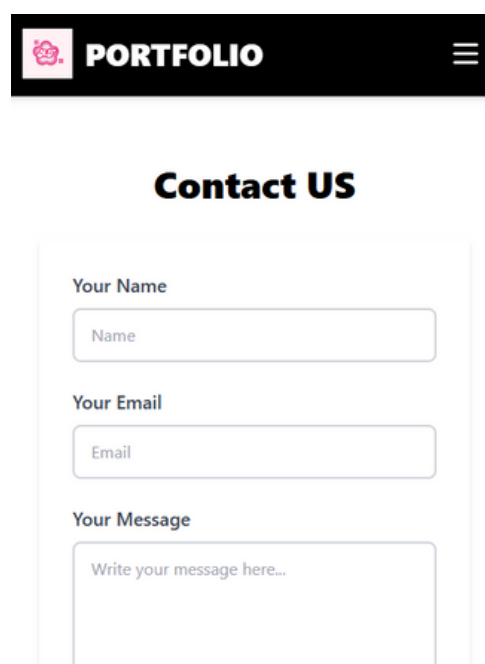 PORTFOLIO
Contact US
Your Name
Name
Your Email
Email
Your Message
Write your message here...